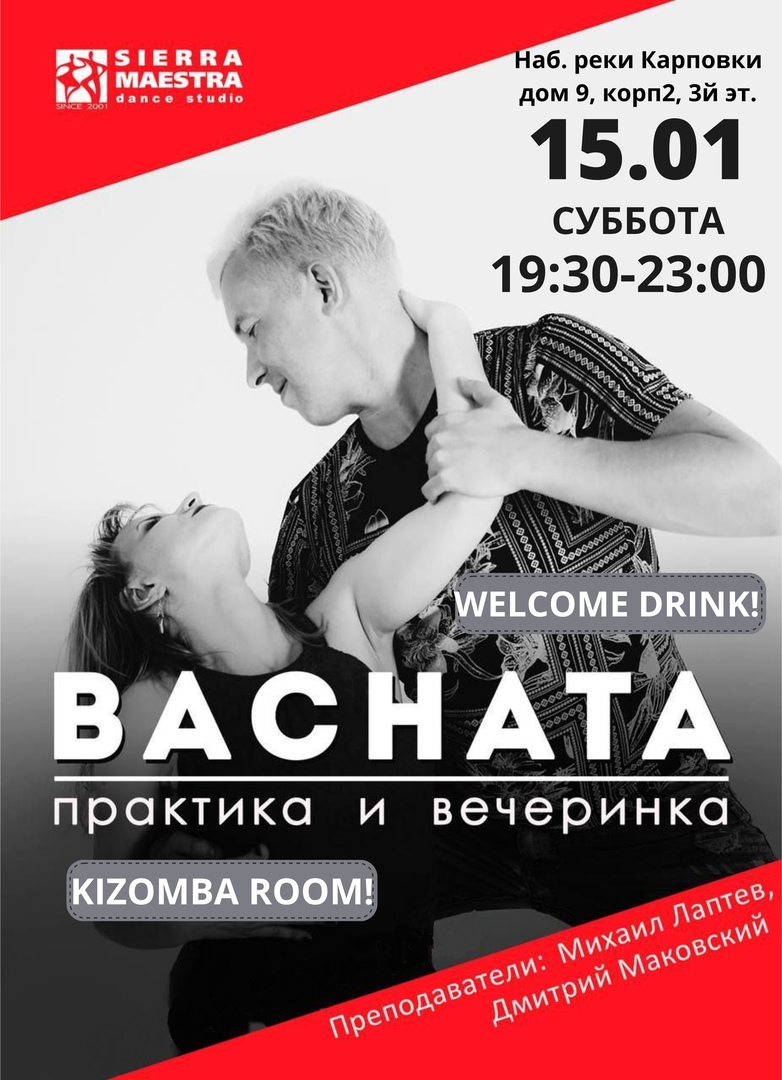 SIERRA
MAESTRA
dance studio
SINCE 2001
Наб. реки Карповки
дом 9, корп2, 3й эт.
15.01
СУББОТА
19:30-23:00
WELCOME DRINK!
BACHATA
практика и вечеринка
KIZOMBA ROOM!
Преподаватели: Михаил Лаптев,
Дмитрий Маковский